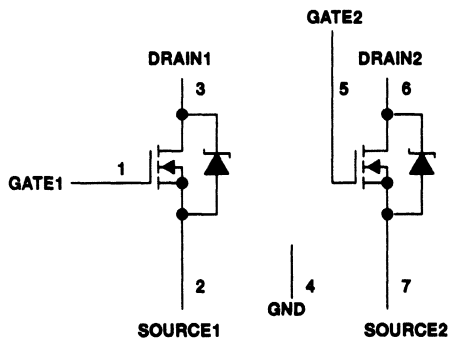 GATE2
DRAIN1
DRAIN2
3
5
6
1
GATE1
2
4
7
GND
SOURCE1
SOURCE2